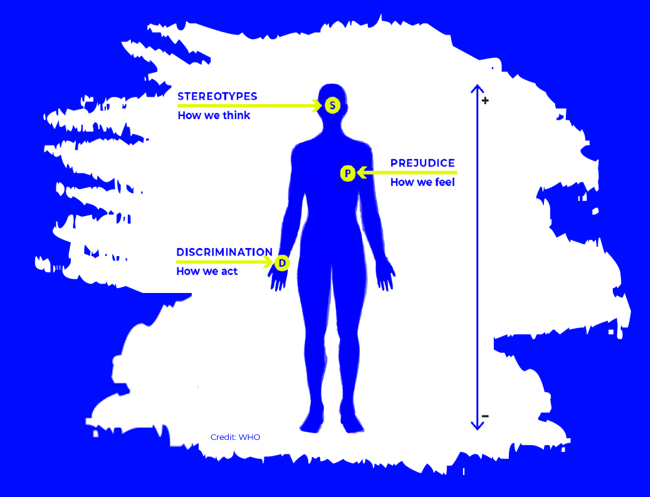 STEREOTYPES
How we think
S
+
P
PREJUDICE
How we feel
DISCRIMINATION
How we act
D
−
Credit: WHO